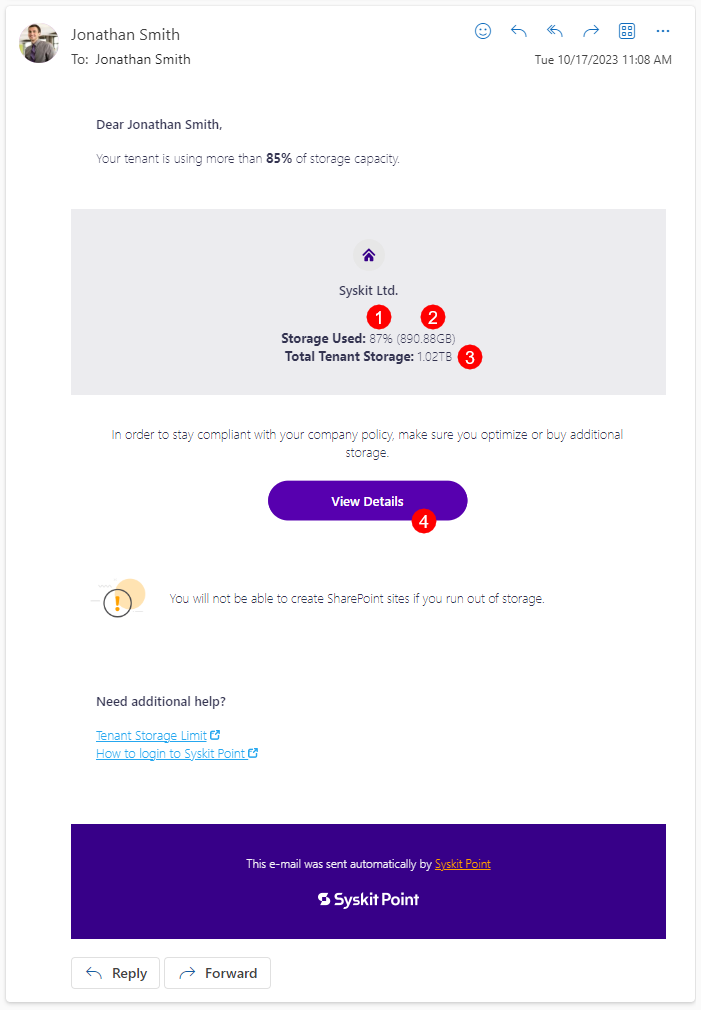 Jonathan Smith
To: Jonathan Smith
Tue 10/17/2023 11:08 AM
Dear Jonathan Smith,
Your tenant is using more than 85% of storage capacity.
Syskit Ltd.
1 2
Storage Used: 87% (890.88GB)
Total Tenant Storage: 1.02TB 3
In order to stay compliant with your company policy, make sure you optimize or buy additional
storage.
View Details
4
You will not be able to create SharePoint sites if you run out of storage.
Need additional help?
Tenant Storage Limit
How to login to Syskit Point
This e-mail was sent automatically by Syskit Point
Syskit Point
Reply Forward